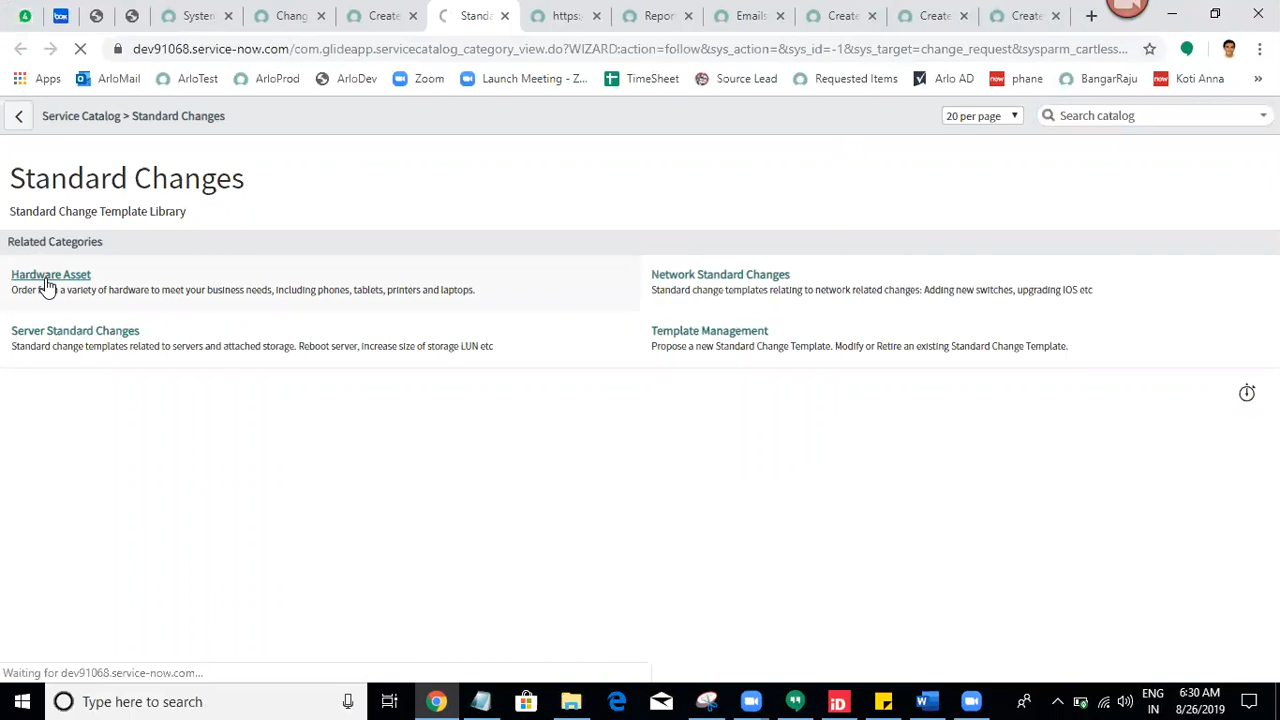 4 box System Chang Create Standa https: Repor Email Create Create Create
dev91068.service-now.com/com.glideapp.servicecatalog_category_view.do?WIZARD:action=follow&sys_action=&sys_id=-1&sys_target=change_request&sysparm_cartless...
Apps ArloMail ArloTest ArloProd ArloDev Zoom Launch Meeting - Z... TimeSheet Source Lead Requested Items Arlo AD now phane BangarRaju now Koti Anna »
Service Catalog > Standard Changes 20 per page Search catalog
Standard Changes
Standard Change Template Library
Related Categories
Hardware Asset Network Standard Changes
Order a variety of hardware to meet your business needs, including phones, tablets, printers and laptops. Standard change templates relating to network related changes: Adding new switches, upgrading IOS etc
Server Standard Changes Template Management
Standard change templates related to servers and attached storage. Reboot server, increase size of storage LUN etc Propose a new Standard Change Template. Modify or Retire an existing Standard Change Template.
Waiting for dev91068.service-now.com...
Type here to search iD ENG 6:30 AM
IN 8/26/2019